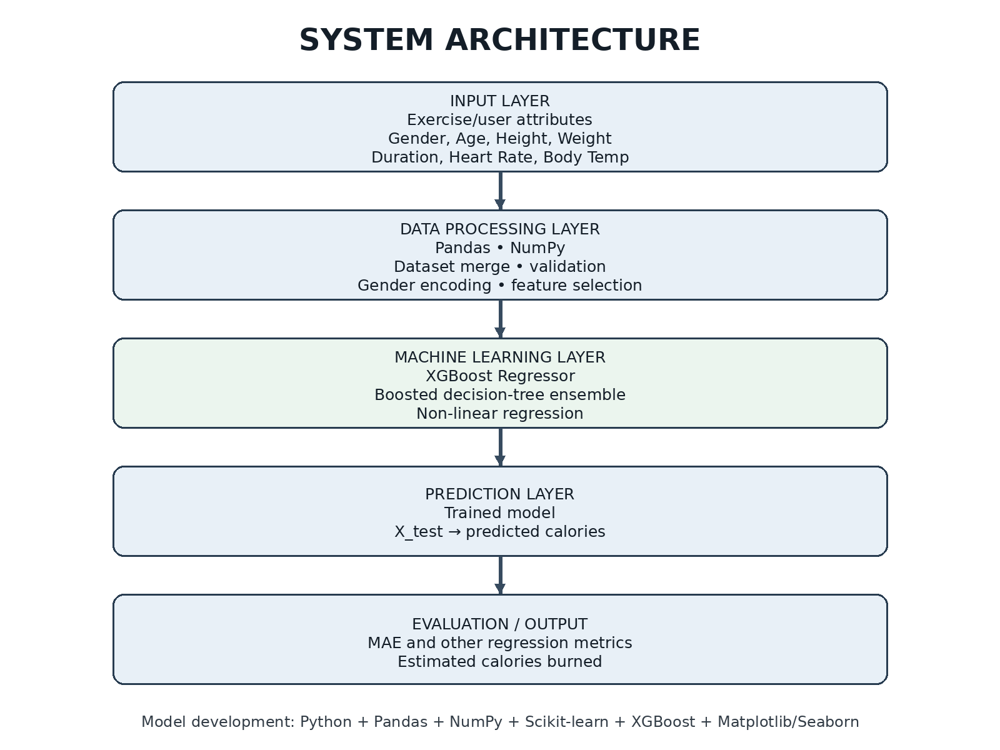 SYSTEM ARCHITECTURE
INPUT LAYER
Exercise/user attributes
Gender, Age, Height, Weight
Duration, Heart Rate, Body Temp
DATA PROCESSING LAYER
Pandas • NumPy
Dataset merge • validation
Gender encoding • feature selection
MACHINE LEARNING LAYER
XGBoost Regressor
Boosted decision-tree ensemble
Non-linear regression
PREDICTION LAYER
Trained model
X_test → predicted calories
EVALUATION / OUTPUT
MAE and other regression metrics
Estimated calories burned
Model development: Python + Pandas + NumPy + Scikit-learn + XGBoost + Matplotlib/Seaborn